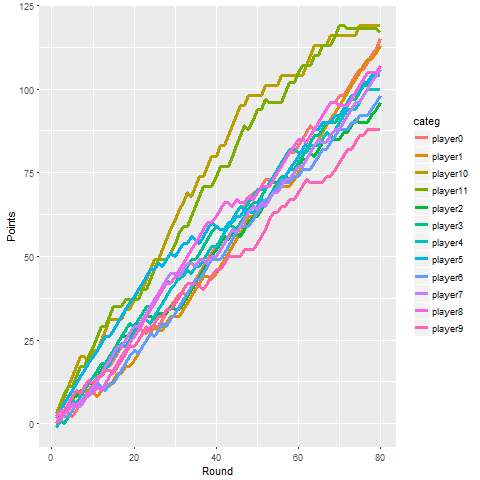 125
100
75
50
25
0
Points
0
20
40
60
80
Round
categ
player0
player1
player10
player11
player2
player3
player4
player5
player6
player7
player8
player9